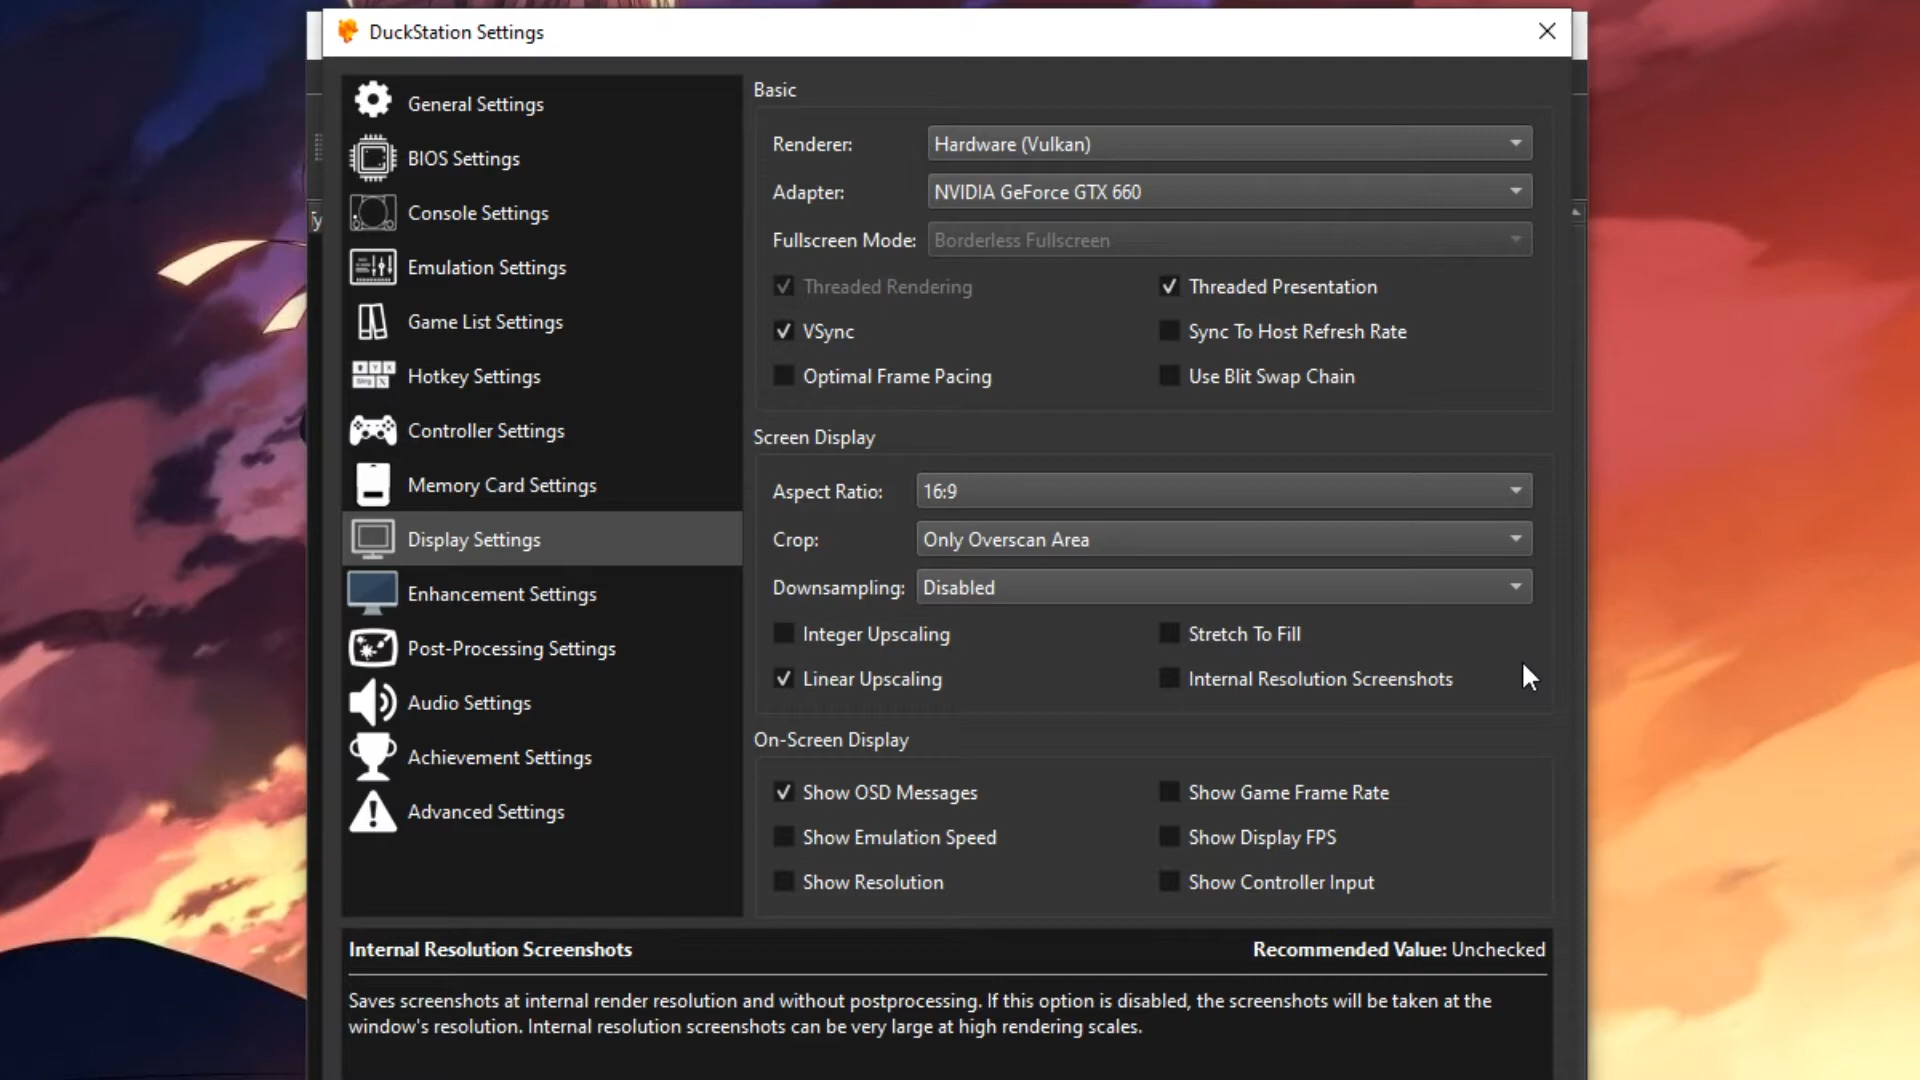 DuckStation Settings
General Settings
BIOS Settings
Console Settings
Emulation Settings
Game List Settings
Hotkey Settings
Controller Settings
Memory Card Settings
Display Settings
Enhancement Settings
Post-Processing Settings
Audio Settings
Achievement Settings
Advanced Settings
Basic
Renderer: Hardware (Vulkan)
Adapter: NVIDIA GeForce GTX 660
Fullscreen Mode: Borderless Fullscreen
Threaded Rendering Threaded Presentation
VSync Sync To Host Refresh Rate
Optimal Frame Pacing Use Blit Swap Chain
Screen Display
Aspect Ratio: 16:9
Crop: Only Overscan Area
Downsampling: Disabled
Integer Upscaling Stretch To Fill
Linear Upscaling Internal Resolution Screenshots
On-Screen Display
Show OSD Messages Show Game Frame Rate
Show Emulation Speed Show Display FPS
Show Resolution Show Controller Input
Internal Resolution Screenshots Recommended Value: Unchecked
Saves screenshots at internal render resolution and without postprocessing. If this option is disabled, the screenshots will be taken at the
window's resolution. Internal resolution screenshots can be very large at high rendering scales.